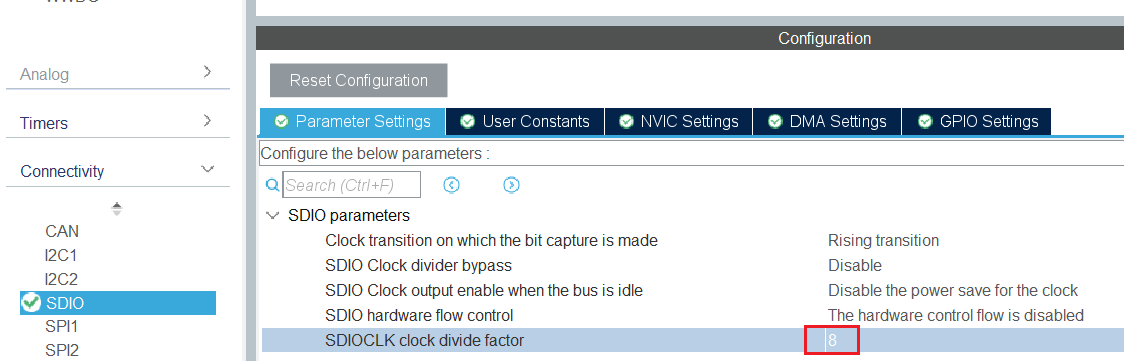 Configuration
Analog
Reset Configuration
Timers
Parameter Settings User Constants NVIC Settings DMA Settings GPIO Settings
Configure the below parameters :
Connectivity
Search (Ctrl+F)
SDIO parameters
CAN
Clock transition on which the bit capture is made Rising transition
I2C1
SDIO Clock divider bypass Disable
I2C2
SDIO Clock output enable when the bus is idle Disable the power save for the clock
SDIO
SDIO hardware flow control The hardware control flow is disabled
SPI1
SDIOCLK clock divide factor 8
SPI2